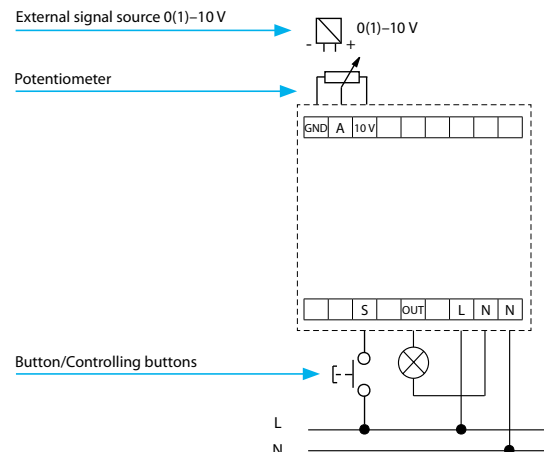 External signal source 0(1)–10 V
- + 0(1)–10 V
Potentiometer
GND A 10 V
S OUT L N N
Button/Controlling buttons
L
N